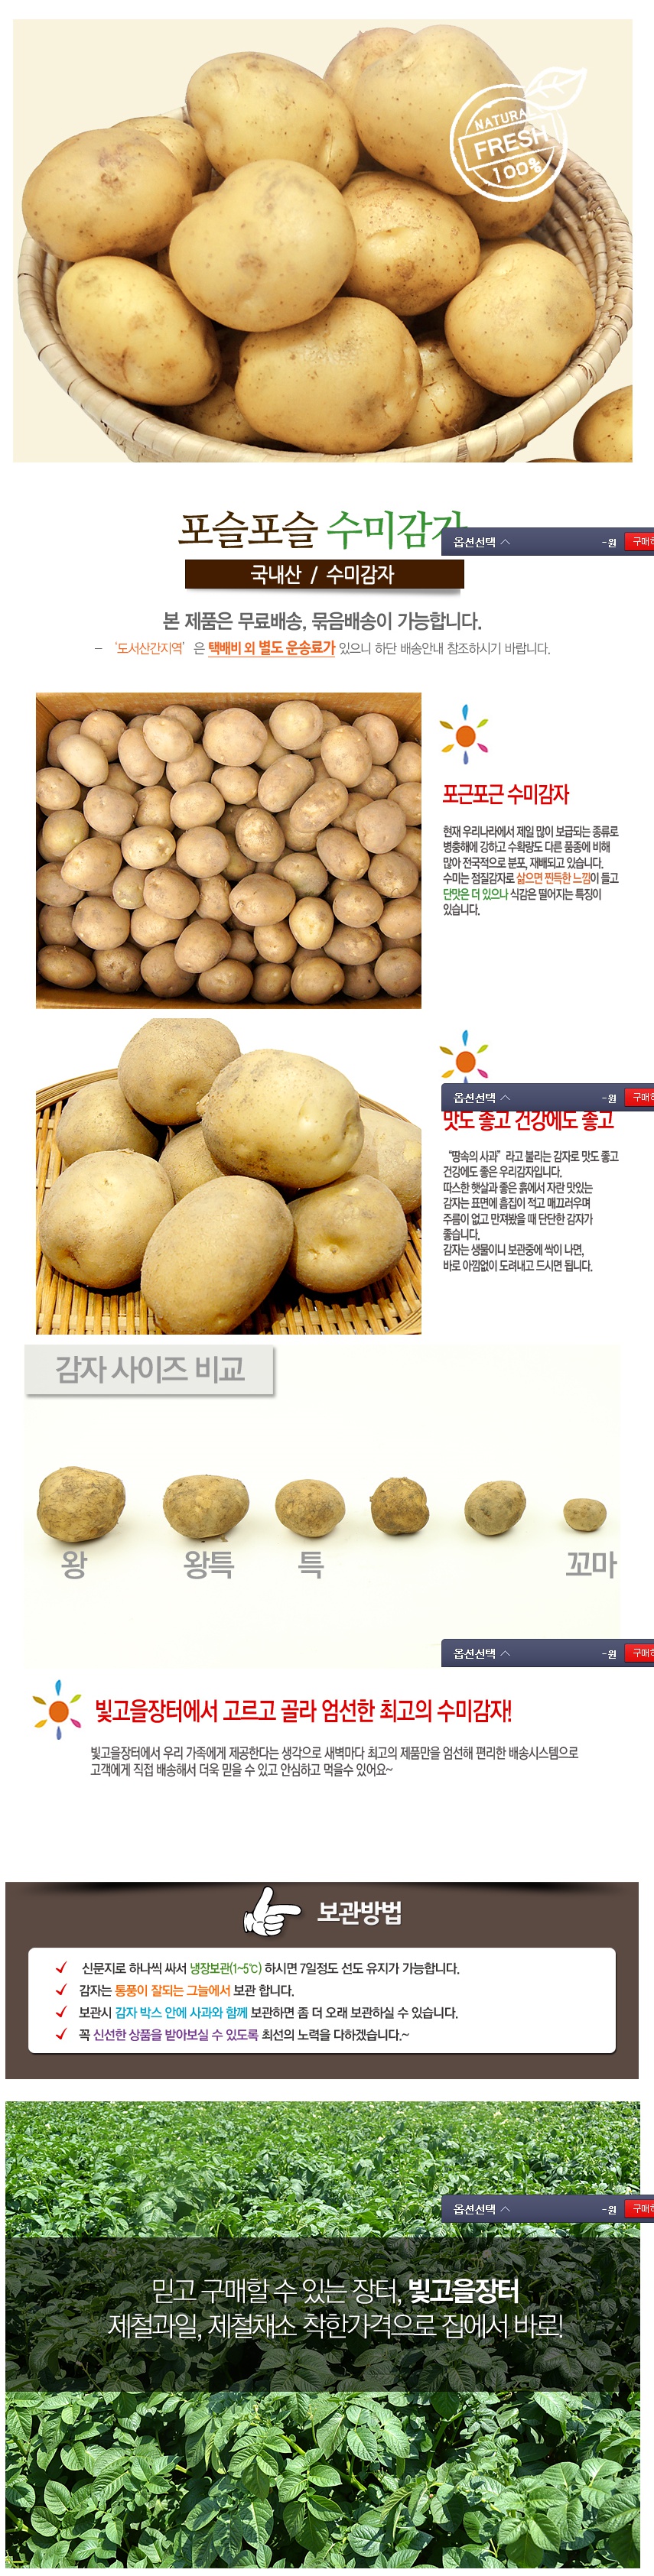 NATURAL
FRESH
100%
포슬포슬 수미감자
옵션선택
-원
구매하
국내산 / 수미감자
본 제품은 무료배송, 묶음배송이 가능합니다.
- '도서산간지역' 은 택배비 외 별도 운송료가 있으니 하단 배송안내 참조하시기 바랍니다.
포근포근 수미감자
현재 우리나라에서 제일 많이 보급되는 종류로
병충해에 강하고 수확량도 다른 품종에 비해
많아 전국적으로 분포, 재배되고 있습니다.
수미는 점질감자로 삶으면 찐득한 느낌이 들고
단맛은 더 있으나 식감은 떨어지는 특징이
있습니다.
옵션선택
-원
구매하
맛도 좋고 건강에도 좋고
"땅속의 사과" 라고 불리는 감자로 맛도 좋고
건강에도 좋은 우리감자입니다.
따스한 햇살과 좋은 흙에서 자란 맛있는
감자는 표면에 흠집이 적고 매끄러우며
주름이 없고 만져봤을 때 단단한 감자가
좋습니다.
감자는 생물이니 보관중에 싹이 나면,
바로 아낌없이 도려내고 드시면 됩니다.
감자 사이즈 비교
왕
왕특
특
꼬마
옵션선택
-원
구매하
빛고을장터에서 고르고 골라 엄선한 최고의 수미감자!
빛고을장터에서 우리 가족에게 제공한다는 생각으로 새벽마다 최고의 제품만을 엄선해 편리한 배송시스템으로
고객에게 직접 배송해서 더욱 믿을 수 있고 안심하고 먹을수 있어요~
보관방법
신문지로 하나씩 싸서 냉장보관(1~5℃) 하시면 7일정도 선도 유지가 가능합니다.
감자는 통풍이 잘되는 그늘에서 보관 합니다.
보관시 감자 박스 안에 사과와 함께 보관하면 좀 더 오래 보관하실 수 있습니다.
꼭 신선한 상품을 받아보실 수 있도록 최선의 노력을 다하겠습니다.~
옵션선택
-원
구매하
믿고 구매할 수 있는 장터, 빛고을장터
제철과일, 제철채소 착한가격으로 집에서 바로!